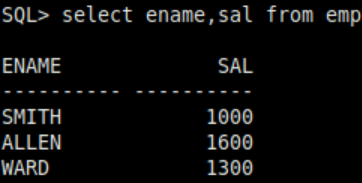 SQL> select ename,sal from emp
ENAME             SAL
---------- ----------
SMITH            1000
ALLEN            1600
WARD             1300